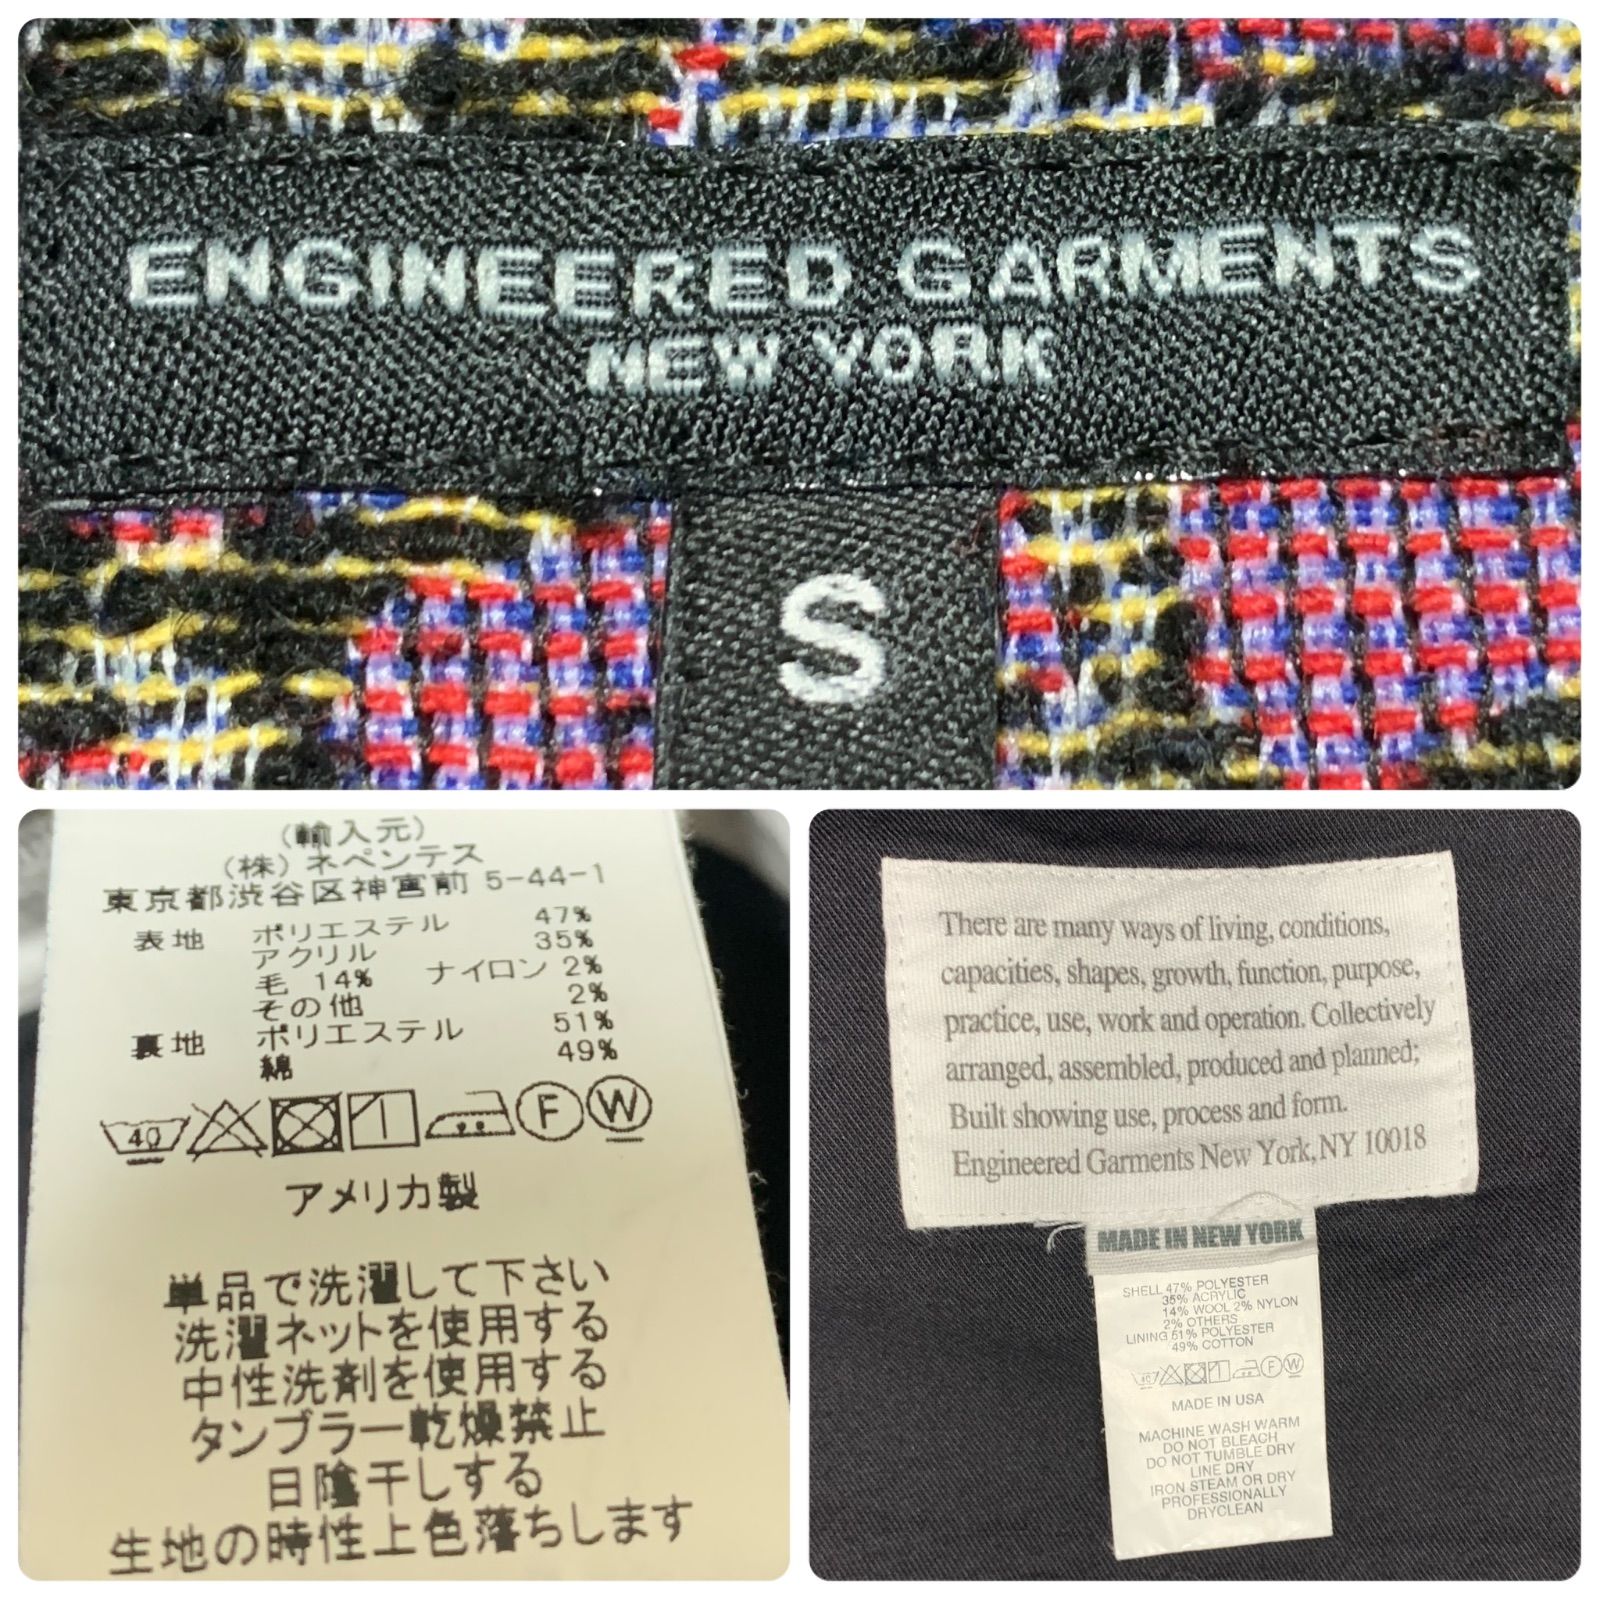 ENGINEERED GARMENTS
NEW YORK
S
(輸入元)
(株) ネペンテス
東京都渋谷区神宮前 5-44-1
表地 ポリエステル 47%
アクリル 35%
毛 14% ナイロン 2%
その他 2%
裏地 ポリエステル 51%
綿 49%
40 F W
アメリカ製
単品で洗濯して下さい
洗濯ネットを使用する
中性洗剤を使用する
タンブラー乾燥禁止
日陰干しする
生地の時性上色落ちします
There are many ways of living, conditions,
capacities, shapes, growth, function, purpose,
practice, use, work and operation. Collectively
arranged, assembled, produced and planned;
Built showing use, process and form.
Engineered Garments New York, NY 10018
MADE IN NEW YORK
SHELL 47% POLYESTER
35% ACRYLIC
14% WOOL 2% NYLON
2% OTHERS
LINING 51% POLYESTER
49% COTTON
40 F W
MADE IN USA
MACHINE WASH WARM
DO NOT BLEACH
DO NOT TUMBLE DRY
LINE DRY
IRON STEAM OR DRY
PROFESSIONALLY
DRYCLEAN